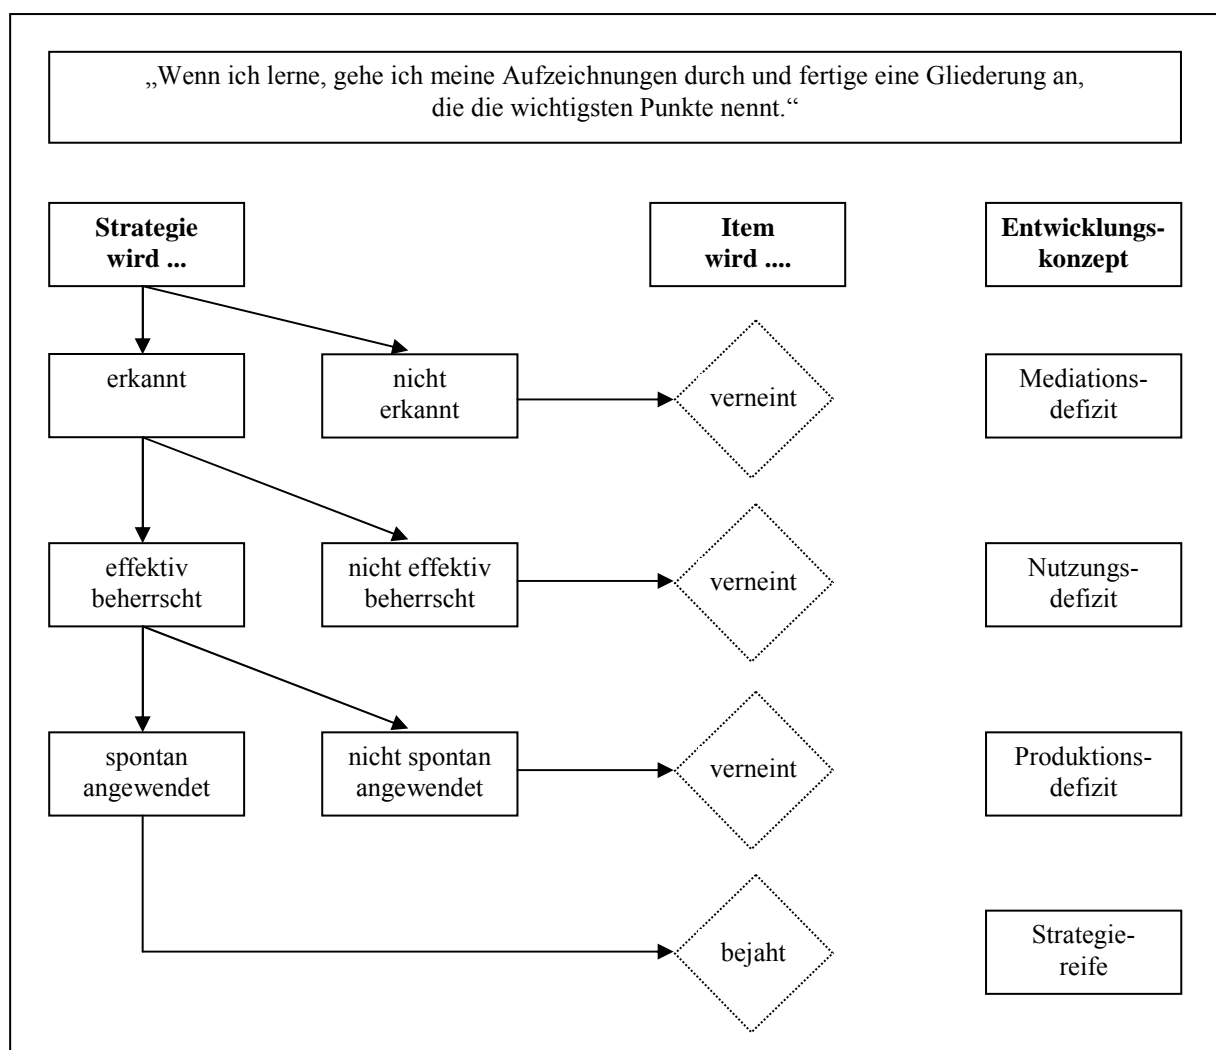 „Wenn ich lerne, gehe ich meine Aufzeichnungen durch und fertige eine Gliederung an,
die die wichtigsten Punkte nennt.“
Strategie
wird ...
Item
wird ....
Entwicklungs-
konzept
erkannt
nicht
erkannt
verneint
Mediations-
defizit
effektiv
beherrscht
nicht effektiv
beherrscht
verneint
Nutzungs-
defizit
spontan
angewendet
nicht spontan
angewendet
verneint
Produktions-
defizit
bejaht
Strategie-
reife